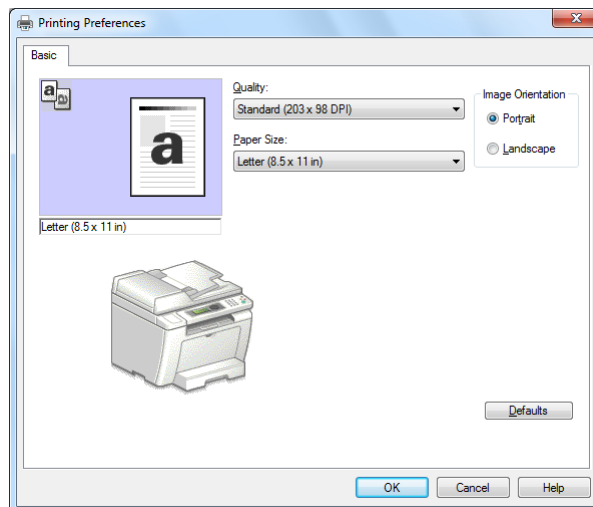 Printing Preferences
Basic
a
a
a
Letter (8.5 x 11 in)
Quality:
Standard (203 x 98 DPI)
Paper Size:
Letter (8.5 x 11 in)
Image Orientation
Portrait
Landscape
Defaults
OK
Cancel
Help